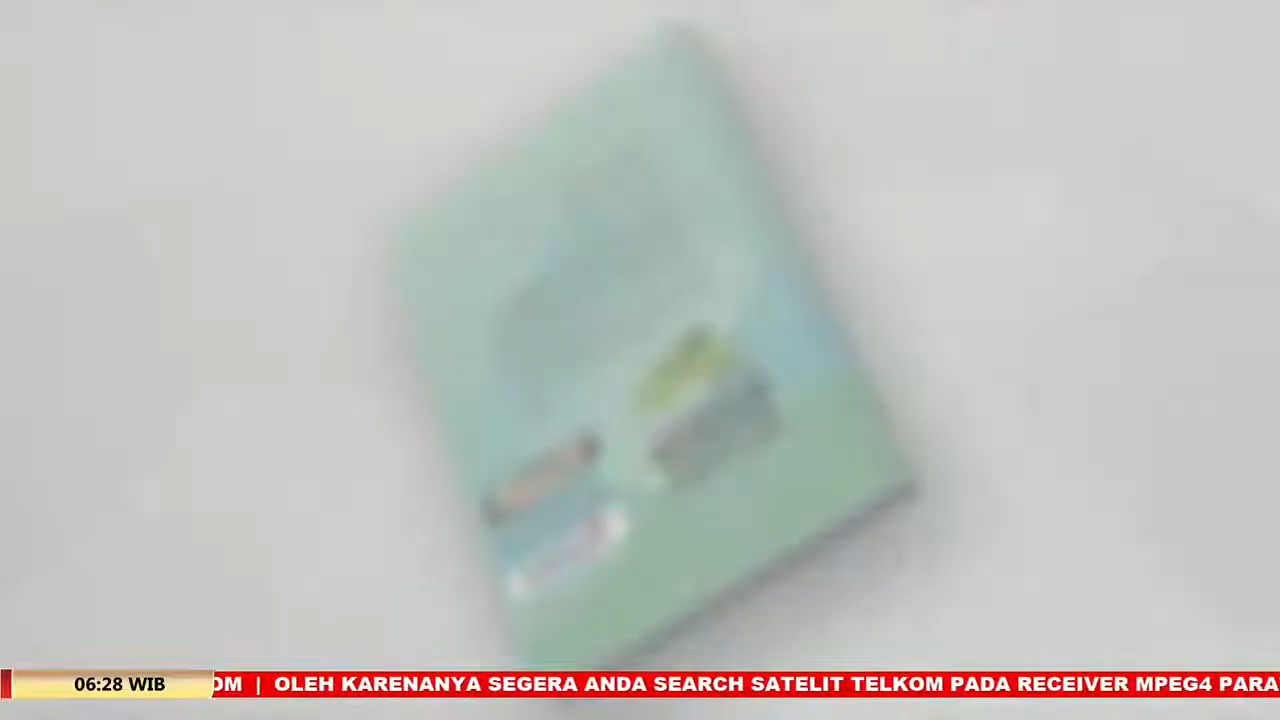 06:28 WIB
OM | OLEH KARENANYA SEGERA ANDA SEARCH SATELIT TELKOM PADA RECEIVER MPEG4 PARA